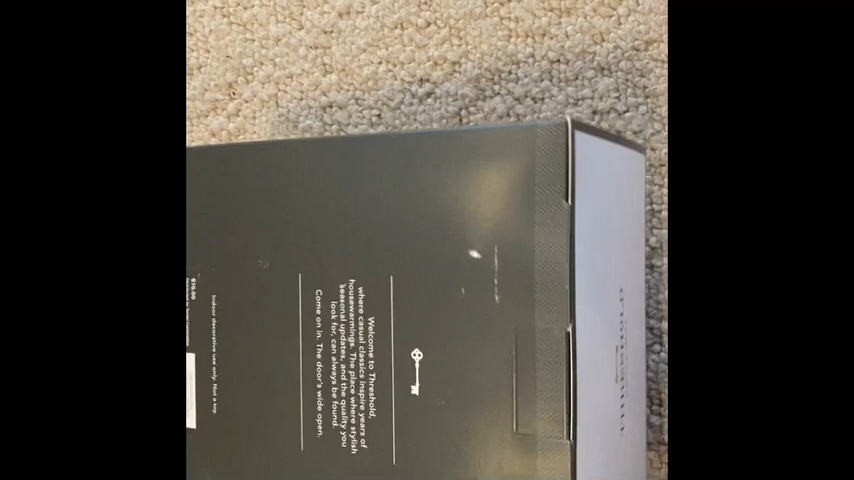 Welcome to Threshold,
where casual classics inspire years of
housewarmings. The place where stylish
seasonal updates, and the quality you
look for, can always be found.
Come on in. The door's wide open.
Indoor decorative use only. Not a toy.
$10.00
threshold